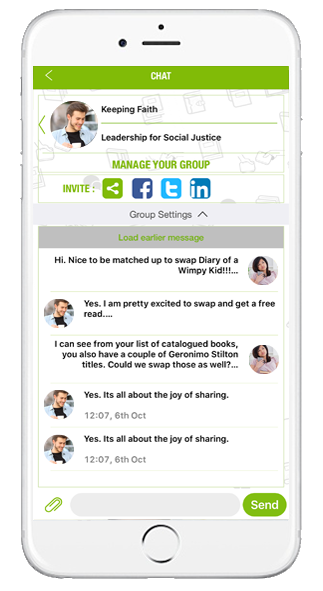 CHAT
Keeping Faith
Leadership for Social Justice
MANAGE YOUR GROUP
INVITE :
Group Settings
Load earlier message
Hi. Nice to be matched up to swap Diary of a
Wimpy Kid!!!...
Yes. I am pretty excited to swap and get a free
read....
I can see from your list of catalogued books,
you also have a couple of Geronimo Stilton
titles. Could we swap those as well?...
Yes. Its all about the joy of sharing.
12:07, 6th Oct
Yes. Its all about the joy of sharing.
12:07, 6th Oct
Send